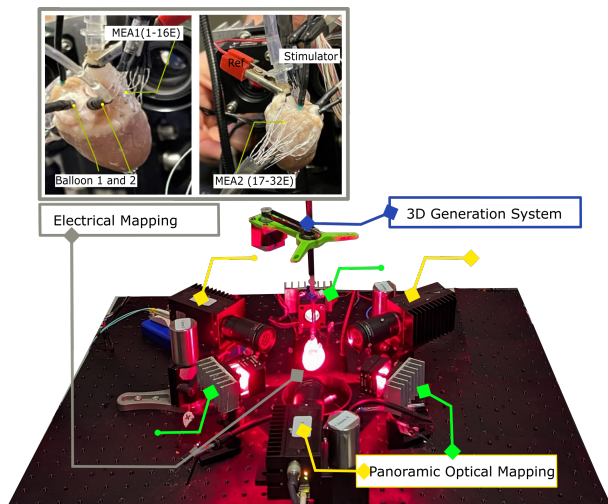 MEA1(1-16E)
Balloon 1 and 2
Ref
Stimulator
MEA2 (17-32E)
Electrical Mapping
3D Generation System
Panoramic Optical Mapping